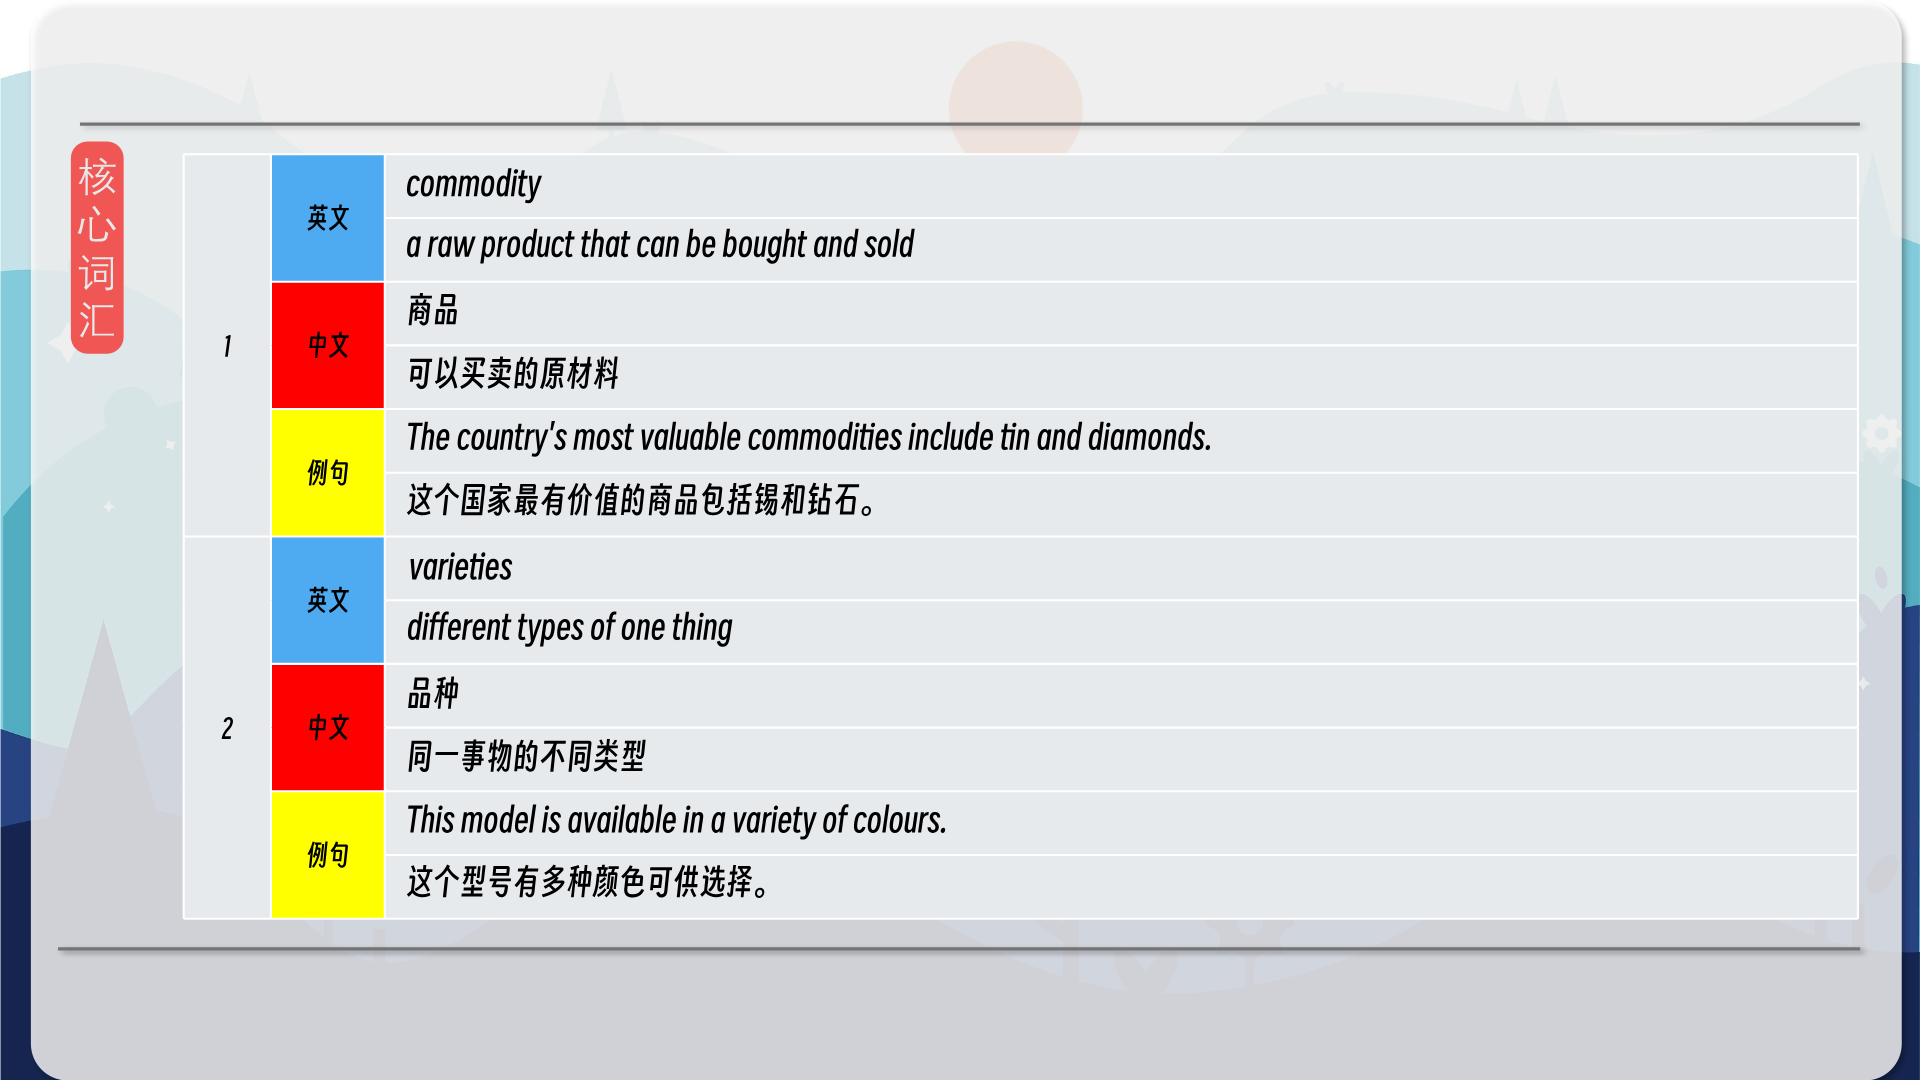 核
心
词
汇
1
英文
commodity
a raw product that can be bought and sold
中文
商品
可以买卖的原材料
例句
The country's most valuable commodities include tin and diamonds.
这个国家最有价值的商品包括锡和钻石。
2
英文
varieties
different types of one thing
中文
品种
同一事物的不同类型
例句
This model is available in a variety of colours.
这个型号有多种颜色可供选择。